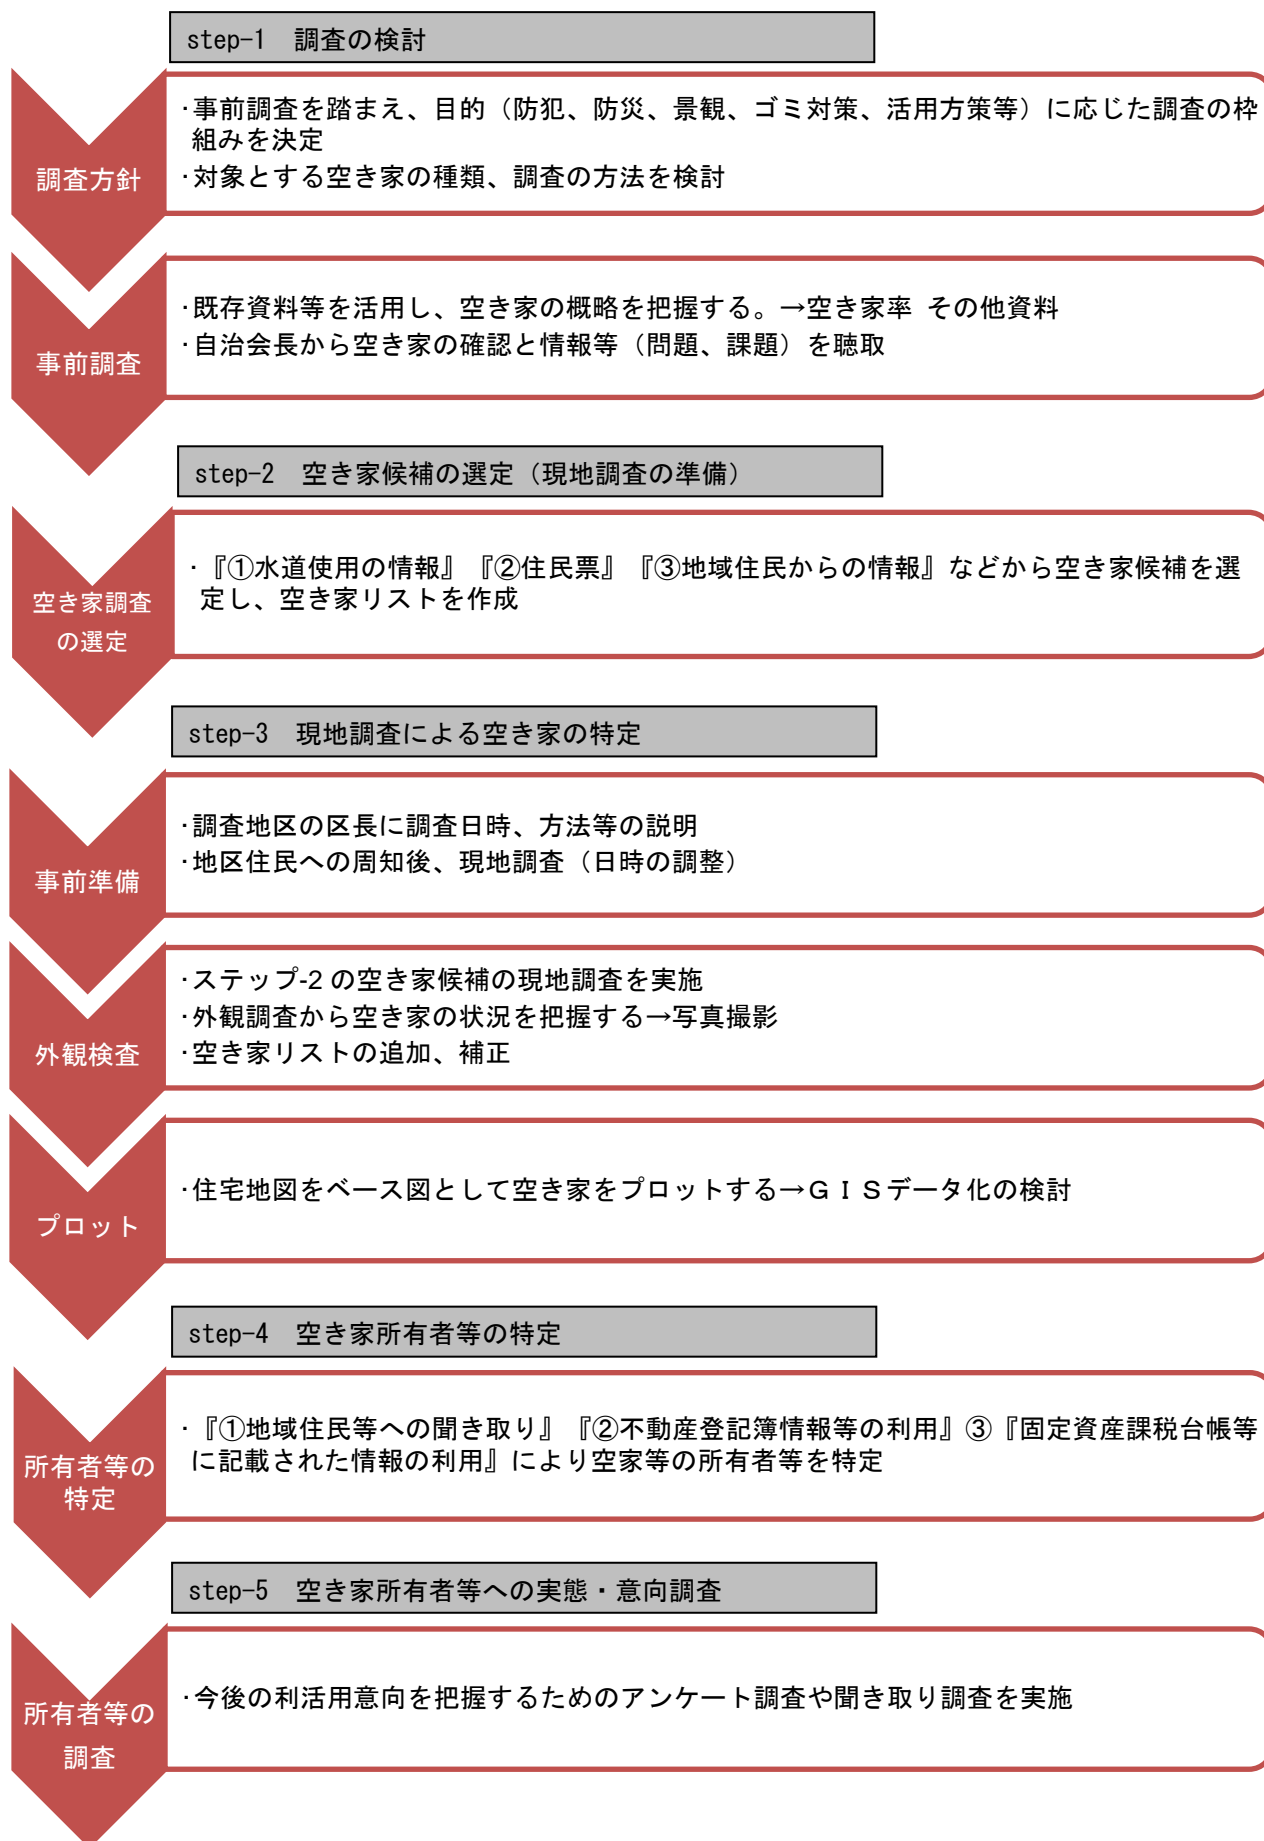 step-1 調査の検討
調査方針
・事前調査を踏まえ、目的（防犯、防災、景観、ゴミ対策、活用方策等）に応じた調査の枠
組みを決定
・対象とする空き家の種類、調査の方法を検討
事前調査
・既存資料等を活用し、空き家の概略を把握する。→空き家率 その他資料
・自治会長から空き家の確認と情報等（問題、課題）を聴取
step-2 空き家候補の選定（現地調査の準備）
空き家調査
の選定
・『①水道使用の情報』『②住民票』『③地域住民からの情報』などから空き家候補を選
定し、空き家リストを作成
step-3 現地調査による空き家の特定
事前準備
・調査地区の区長に調査日時、方法等の説明
・地区住民への周知後、現地調査（日時の調整）
外観検査
・ステップ-2 の空き家候補の現地調査を実施
・外観調査から空き家の状況を把握する→写真撮影
・空き家リストの追加、補正
プロット
・住宅地図をベース図として空き家をプロットする→ＧＩＳデータ化の検討
step-4 空き家所有者等の特定
所有者等の
特定
・『①地域住民等への聞き取り』『②不動産登記簿情報等の利用』③『固定資産課税台帳等
に記載された情報の利用』により空家等の所有者等を特定
step-5 空き家所有者等への実態・意向調査
所有者等の
調査
・今後の利活用意向を把握するためのアンケート調査や聞き取り調査を実施